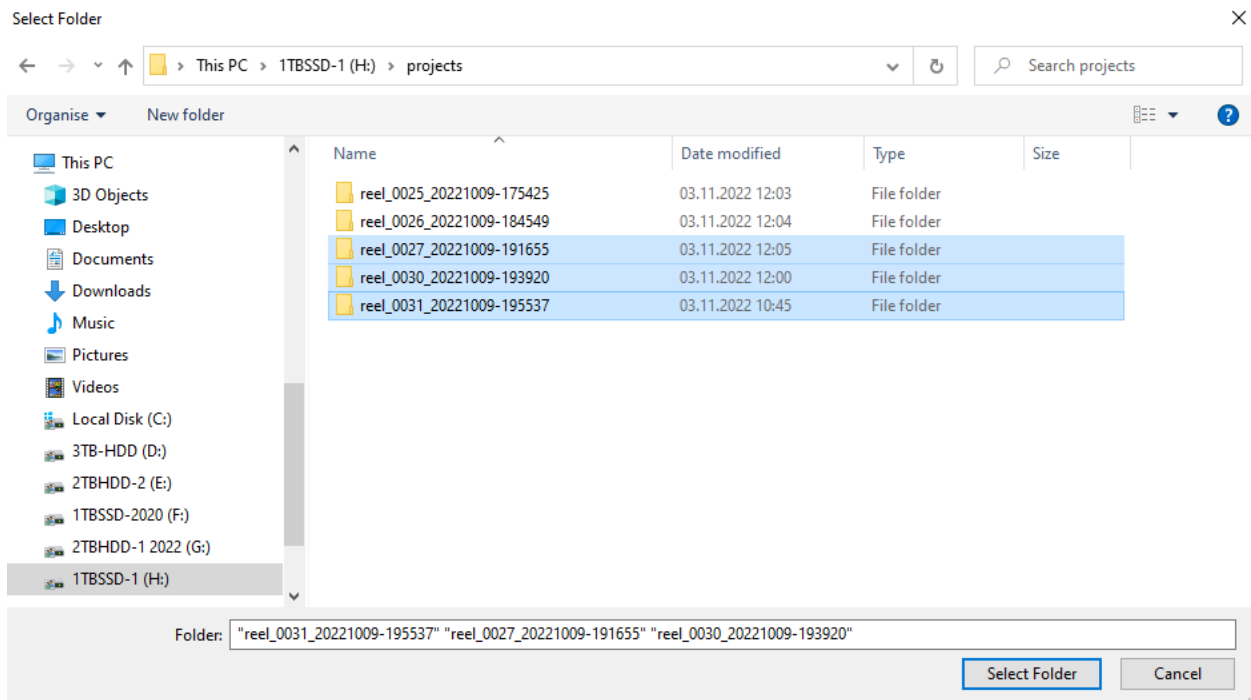 Select Folder
This PC > 1TBSSD-1 (H:) > projects
Search projects
Organise
New folder
This PC
3D Objects
Desktop
Documents
Downloads
Music
Pictures
Videos
Local Disk (C:)
3TB-HDD (D:)
2TBHDD-2 (E:)
1TBSSD-2020 (F:)
2TBHDD-1 2022 (G:)
1TBSSD-1 (H:)
Name Date modified Type Size
reel_0025_20221009-175425 03.11.2022 12:03 File folder
reel_0026_20221009-184549 03.11.2022 12:04 File folder
reel_0027_20221009-191655 03.11.2022 12:05 File folder
reel_0030_20221009-193920 03.11.2022 12:00 File folder
reel_0031_20221009-195537 03.11.2022 10:45 File folder
Folder: "reel_0031_20221009-195537" "reel_0027_20221009-191655" "reel_0030_20221009-193920"
Select Folder Cancel